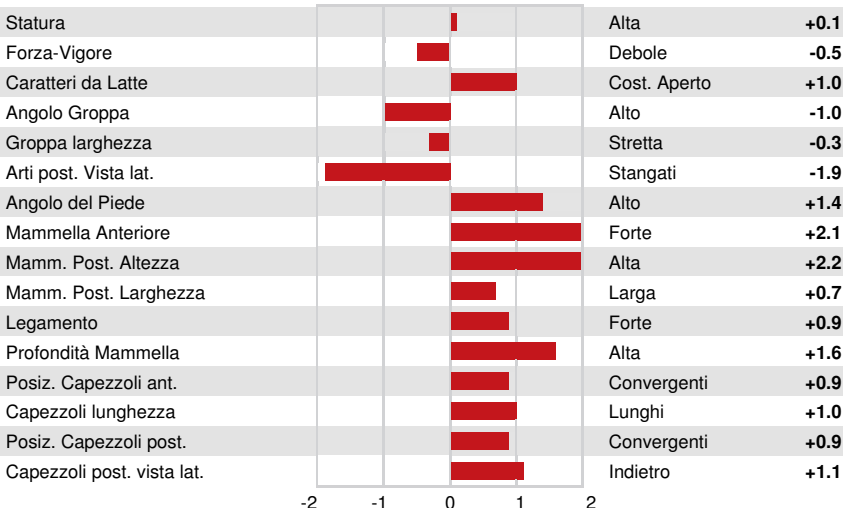 Statura Alta +0.1
Forza-Vigore Debole -0.5
Caratteri da Latte Cost. Aperto +1.0
Angolo Groppa Alto -1.0
Groppa larghezza Stretta -0.3
Arti post. Vista lat. Stangati -1.9
Angolo del Piede Alto +1.4
Mammella Anteriore Forte +2.1
Mamm. Post. Altezza Alta +2.2
Mamm. Post. Larghezza Larga +0.7
Legamento Forte +0.9
Profondità Mammella Alta +1.6
Posiz. Capezzoli ant. Convergenti +0.9
Capezzoli lunghezza Lunghi +1.0
Posiz. Capezzoli post. Convergenti +0.9
Capezzoli post. vista lat. Indietro +1.1
-2 -1 0 1 2